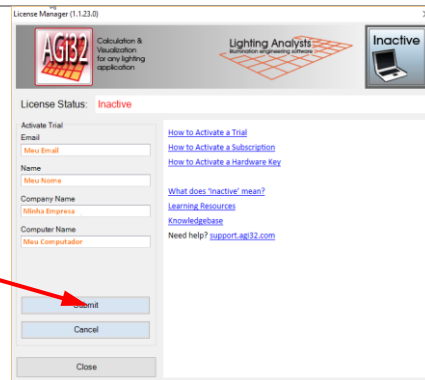 License Manager (1.1.23.0)
AGi32
Calculation &
Visualization
for any lighting
application
Lighting Analysts
illumination engineering software
Inactive
License Status: Inactive
Activate Trial
Email
Meu Email
Name
Meu Nome
Company Name
Minha Empresa
Computer Name
Meu Computador
Submit
Cancel
Close
How to Activate a Trial
How to Activate a Subscription
How to Activate a Hardware Key
What does 'inactive' mean?
Learning Resources
Knowledgebase
Need help? support.agi32.com